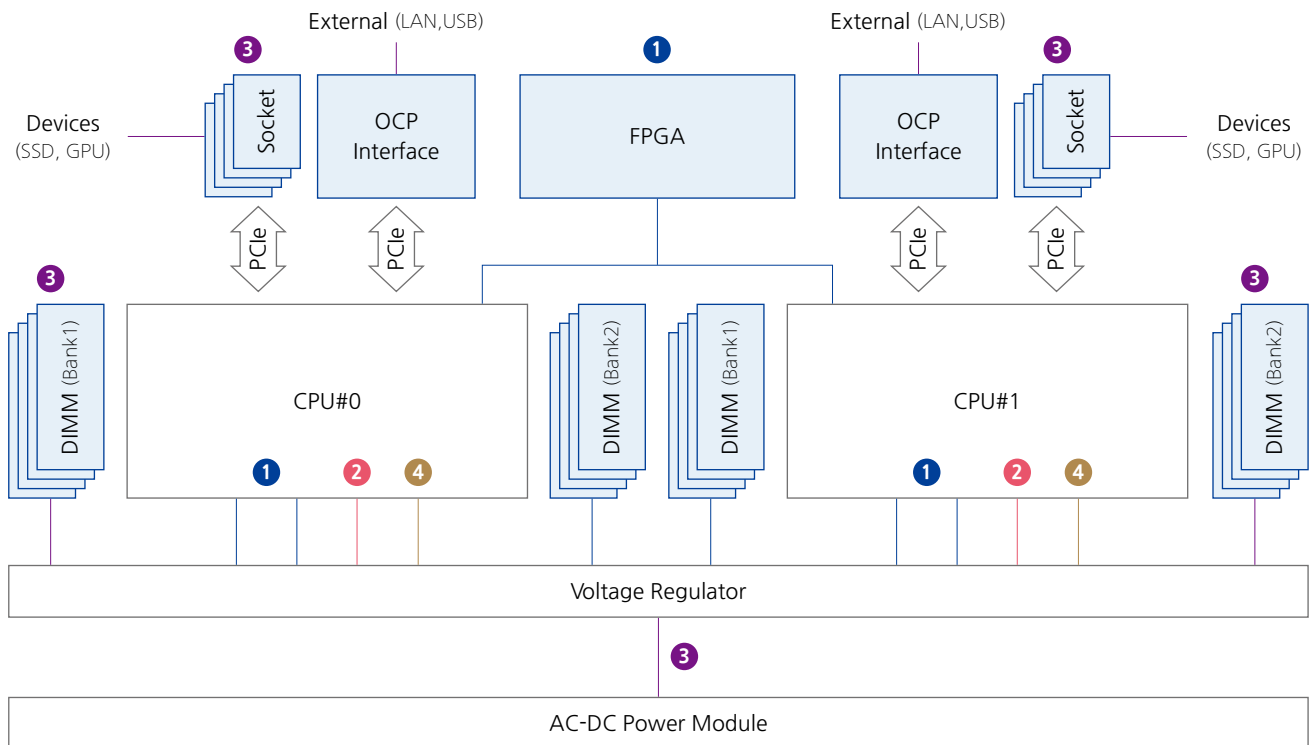 External (LAN,USB)
External (LAN,USB)
3
1
3
Devices
(SSD, GPU)
Socket
OCP
Interface
FPGA
OCP
Interface
Socket
Devices
(SSD, GPU)
PCIe
PCIe
PCIe
PCIe
3
3
DIMM (Bank1)
CPU#0
DIMM (Bank2)
DIMM (Bank1)
CPU#1
DIMM (Bank2)
1
2
4
1
2
4
Voltage Regulator
3
AC-DC Power Module